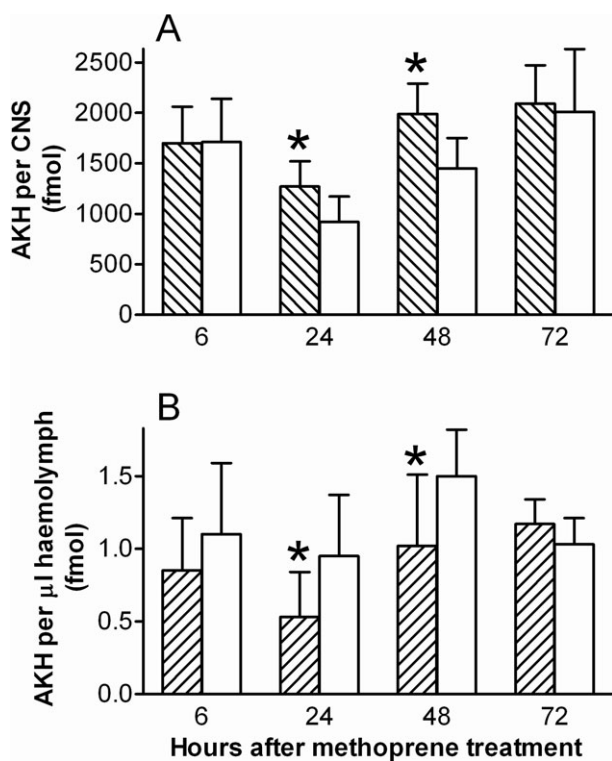 A
AKH per CNS
(fmol)
2500
2000
1500
1000
500
0
* *
6 24 48 72
B
AKH per µl haemolymph
(fmol)
1.5
1.0
0.5
0.0
* *
6 24 48 72
Hours after methoprene treatment